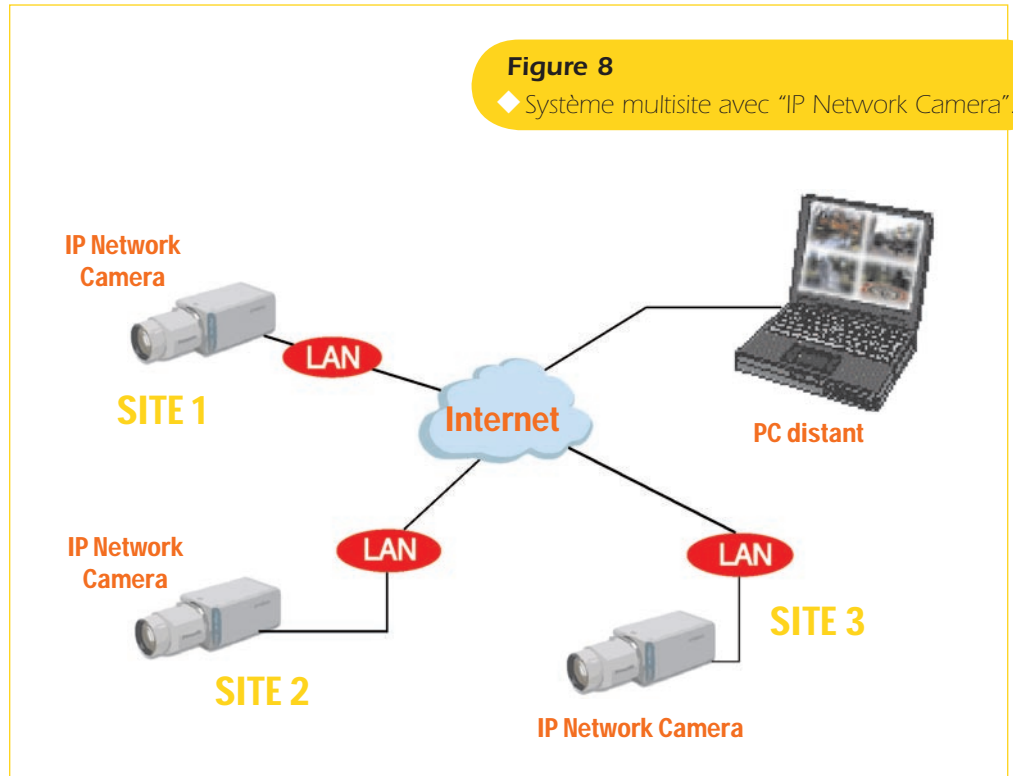 Figure 8
Système multisite avec “IP Network Camera”.
IP Network
Camera
LAN
SITE 1
Internet
PC distant
IP Network
Camera
LAN
SITE 2
LAN
SITE 3
IP Network Camera